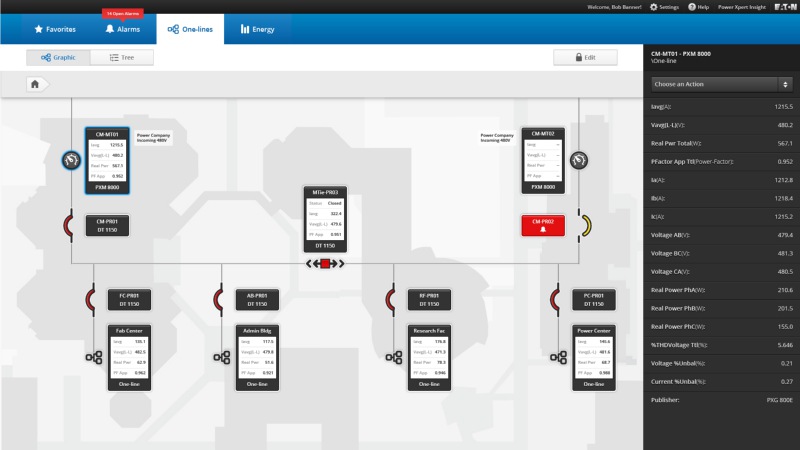 14 Open Alarms
Welcome, Bob Banner!
Settings
Help
Power Xpert Insight
EATON
Favorites
Alarms
One-lines
Energy
Graphic
Tree
Edit
CM-MT01
Iavg 1215.5
Vavg(L-L) 480.2
Real Pwr 567.1
PF App 0.952
PXM 8000
Power Company
Incoming 480V
CM-PR01
DT 1150
MTie-PR03
Status Closed
Iavg 322.4
Vavg(L-L) 479.6
PF App 0.951
DT 1150
Power Company
Incoming 480V
CM-MT02
Iavg --
Vavg(L-L) --
Real Pwr --
PF App --
PXM 8000
CM-PR02
FC-PR01
DT 1150
AB-PR01
DT 1150
RF-PR01
DT 1150
PC-PR01
DT 1150
Fab Center
Iavg 135.1
Vavg(L-L) 482.5
Real Pwr 62.9
PF App 0.962
One-line
Admin Bldg
Iavg 117.5
Vavg(L-L) 479.8
Real Pwr 51.6
PF App 0.921
One-line
Research Fac
Iavg 176.8
Vavg(L-L) 471.3
Real Pwr 78.3
PF App 0.946
One-line
Power Center
Iavg
Vavg(L-L) 481.6
Real Pwr 68.7
PF App 0.988
One-line
CM-MT01 - PXM 8000
\One-line
Choose an Action
Iavg(A): 1215.5
Vavg(L-L)(V): 480.2
Real Pwr Total(W): 567.1
PFactor App Ttl(Power-Factor): 0.952
Ia(A): 1212.8
Ib(A): 1218.4
Ic(A): 1215.2
Voltage AB(V): 479.4
Voltage BC(V): 481.3
Voltage CA(V): 480.5
Real Power PhA(W): 210.6
Real Power PhB(W): 201.5
Real Power PhC(W): 155.0
%THDVoltage Ttl(%): 5.646
Voltage %Unbal(%): 0.21
Current %Unbal(%): 0.27
Publisher: PXG 800E